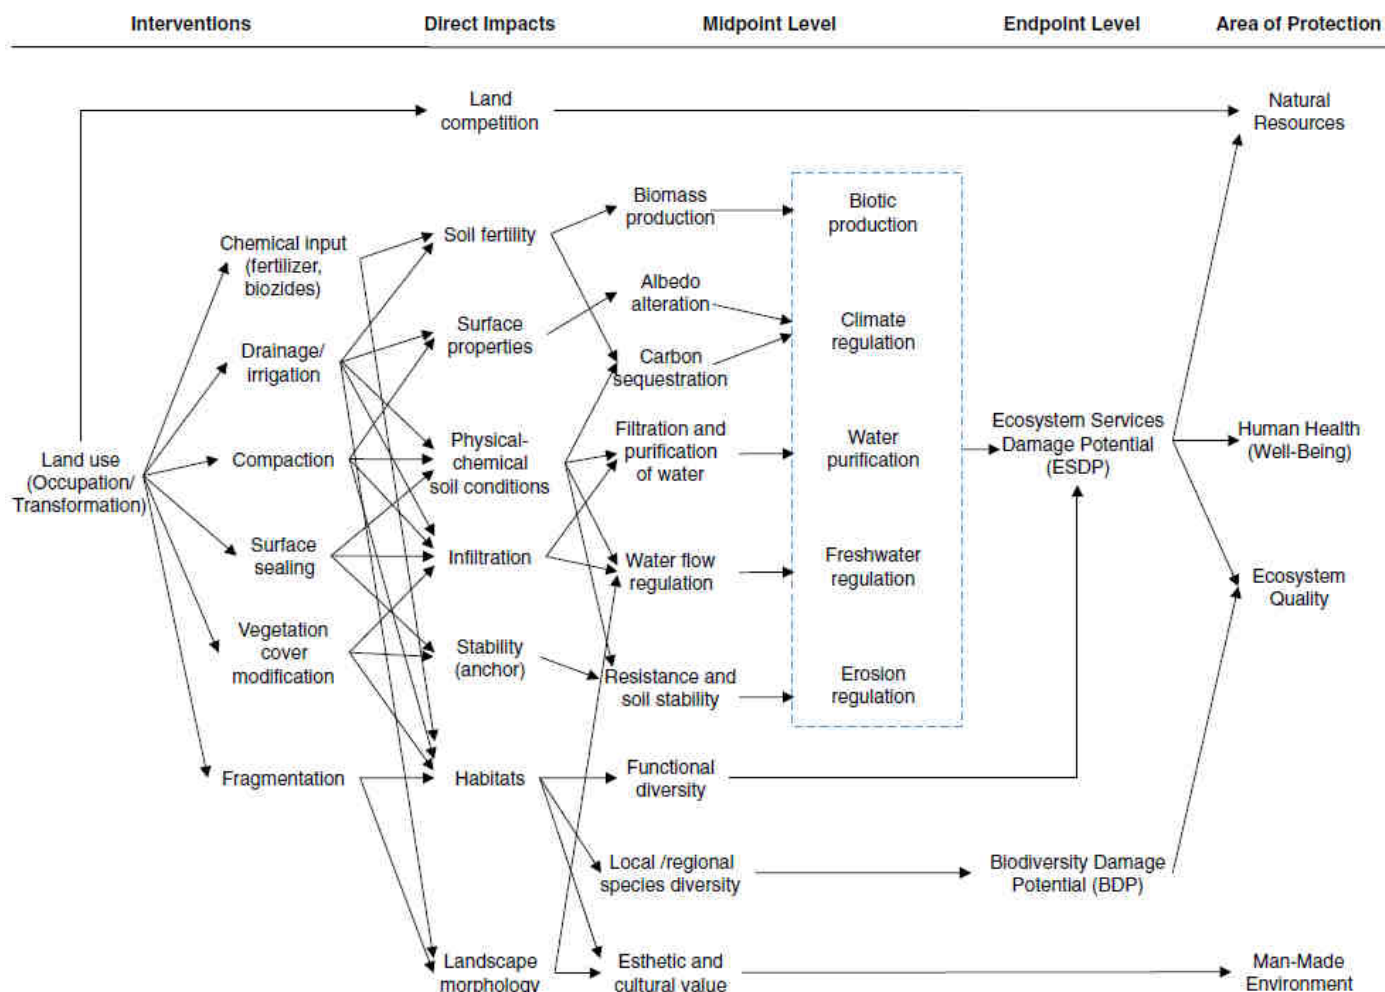 Interventions
Direct Impacts
Midpoint Level
Endpoint Level
Area of Protection
Land
competition
Natural
Resources
Biomass
production
Biotic
production
Chemical input
(fertilizer,
biozides)
Soil fertility
Albedo
alteration
Surface
properties
Climate
regulation
Drainage/
irrigation
Carbon
sequestration
Land use
(Occupation/
Transformation)
Compaction
Physical-
chemical
soil conditions
Filtration and
purification
of water
Water
purification
Ecosystem Services
Damage Potential
(ESDP)
Human Health
(Well-Being)
Surface
sealing
Infiltration
Water flow
regulation
Freshwater
regulation
Ecosystem
Quality
Vegetation
cover
modification
Stability
(anchor)
Resistance and
soil stability
Erosion
regulation
Fragmentation
Habitats
Functional
diversity
Local /regional
species diversity
Biodiversity Damage
Potential (BDP)
Landscape
morphology
Esthetic and
cultural value
Man-Made
Environment